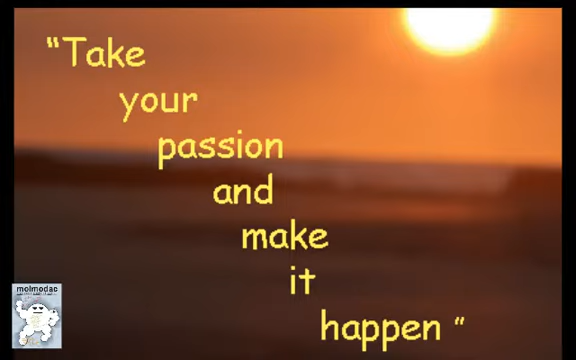 “Take
your
passion
and
make
it
happen ”
molmodac